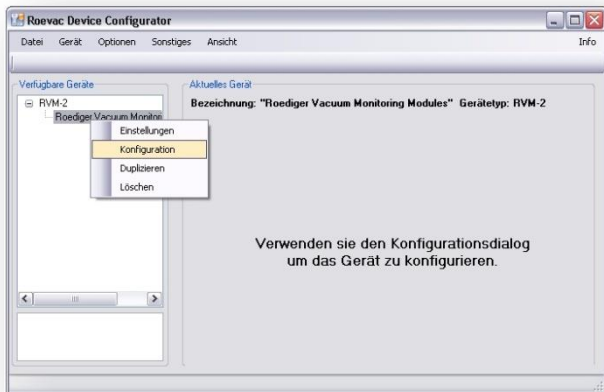 Roevac Device Configurator
Datei Gerät Optionen Sonstiges Ansicht Info
Verfügbare Geräte
RVM-2
Roediger Vacuum Monitori
Einstellungen
Konfiguration
Duplizieren
Löschen
Aktuelles Gerät
Bezeichnung: "Roediger Vacuum Monitoring Modules" Gerätetyp: RVM-2
Verwenden sie den Konfigurationsdialog
um das Gerät zu konfigurieren.